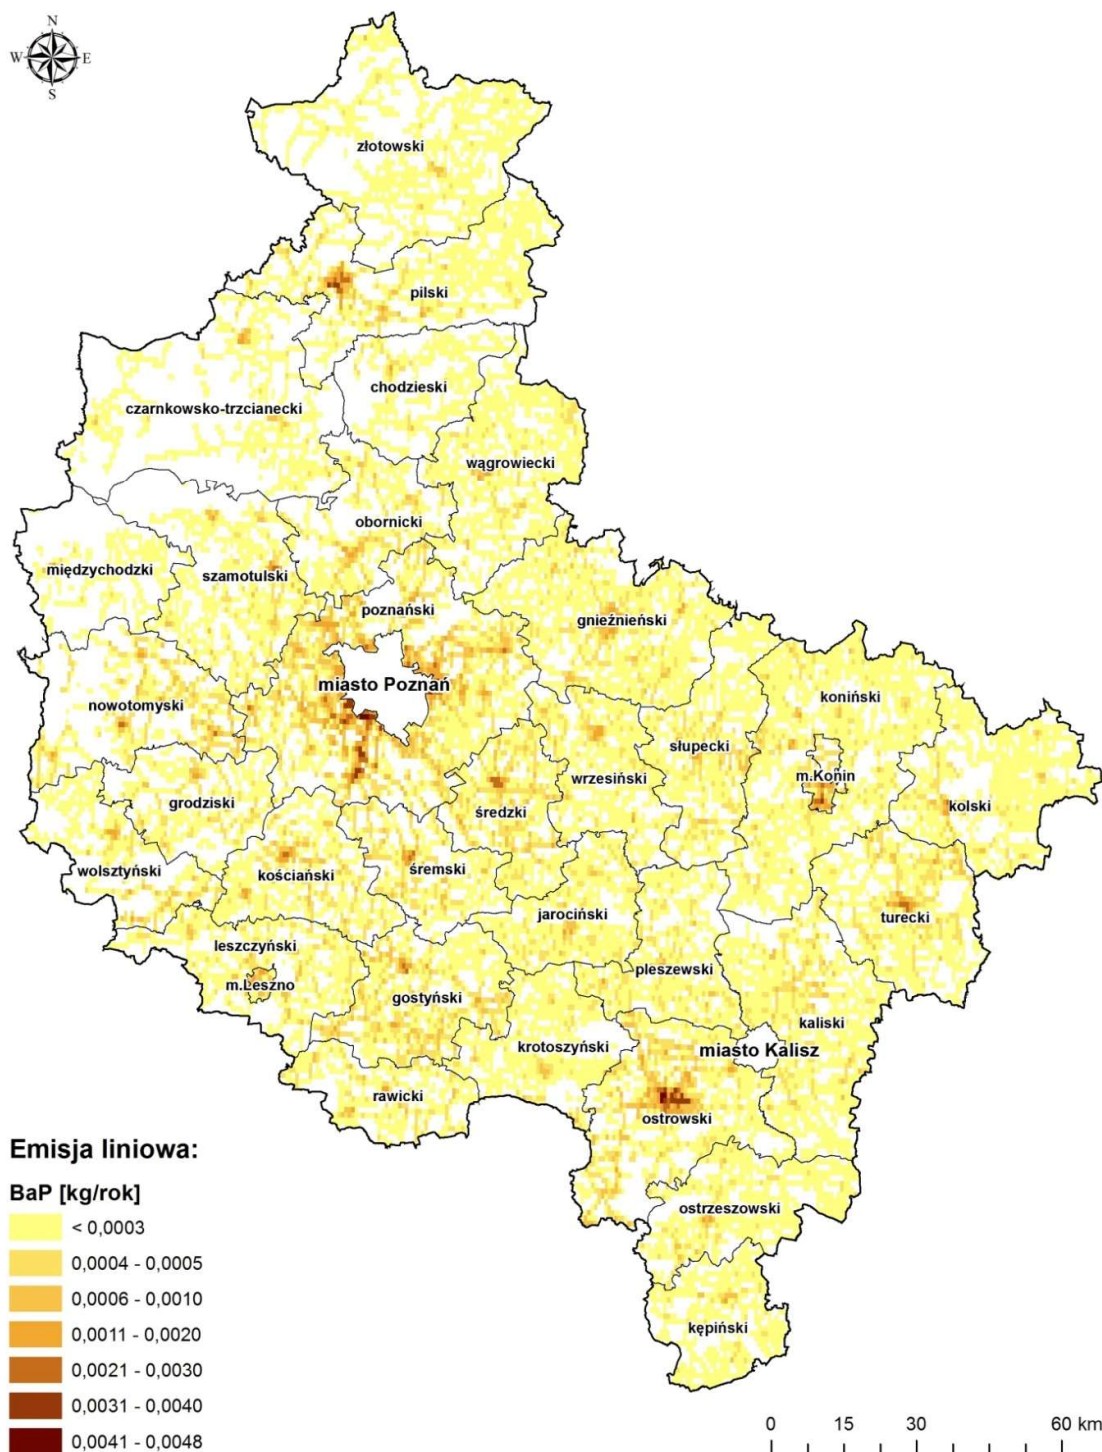 N
W E
S
złotowski
pilski
chodzieski
czarnkowsko-trzcianecki
wągrowiecki
obornicki
międzychodzki
szamotulski
poznański
gnieźnieński
miasto Poznań
nowotomyski
koniński
słupecki
m.Konin
wrzesiński
grodziski
średzki
kolski
wolsztyński
kościański
śremski
jarociński
turecki
leszczyński
pleszewski
m.Leszno
gostyński
kaliski
krotoszyński
miasto Kalisz
rawicki
ostrowski
ostrzeszowski
kępiński
Emisja liniowa:
BaP [kg/rok]
< 0,0003
0,0004 - 0,0005
0,0006 - 0,0010
0,0011 - 0,0020
0,0021 - 0,0030
0,0031 - 0,0040
0,0041 - 0,0048
0 15 30 60 km